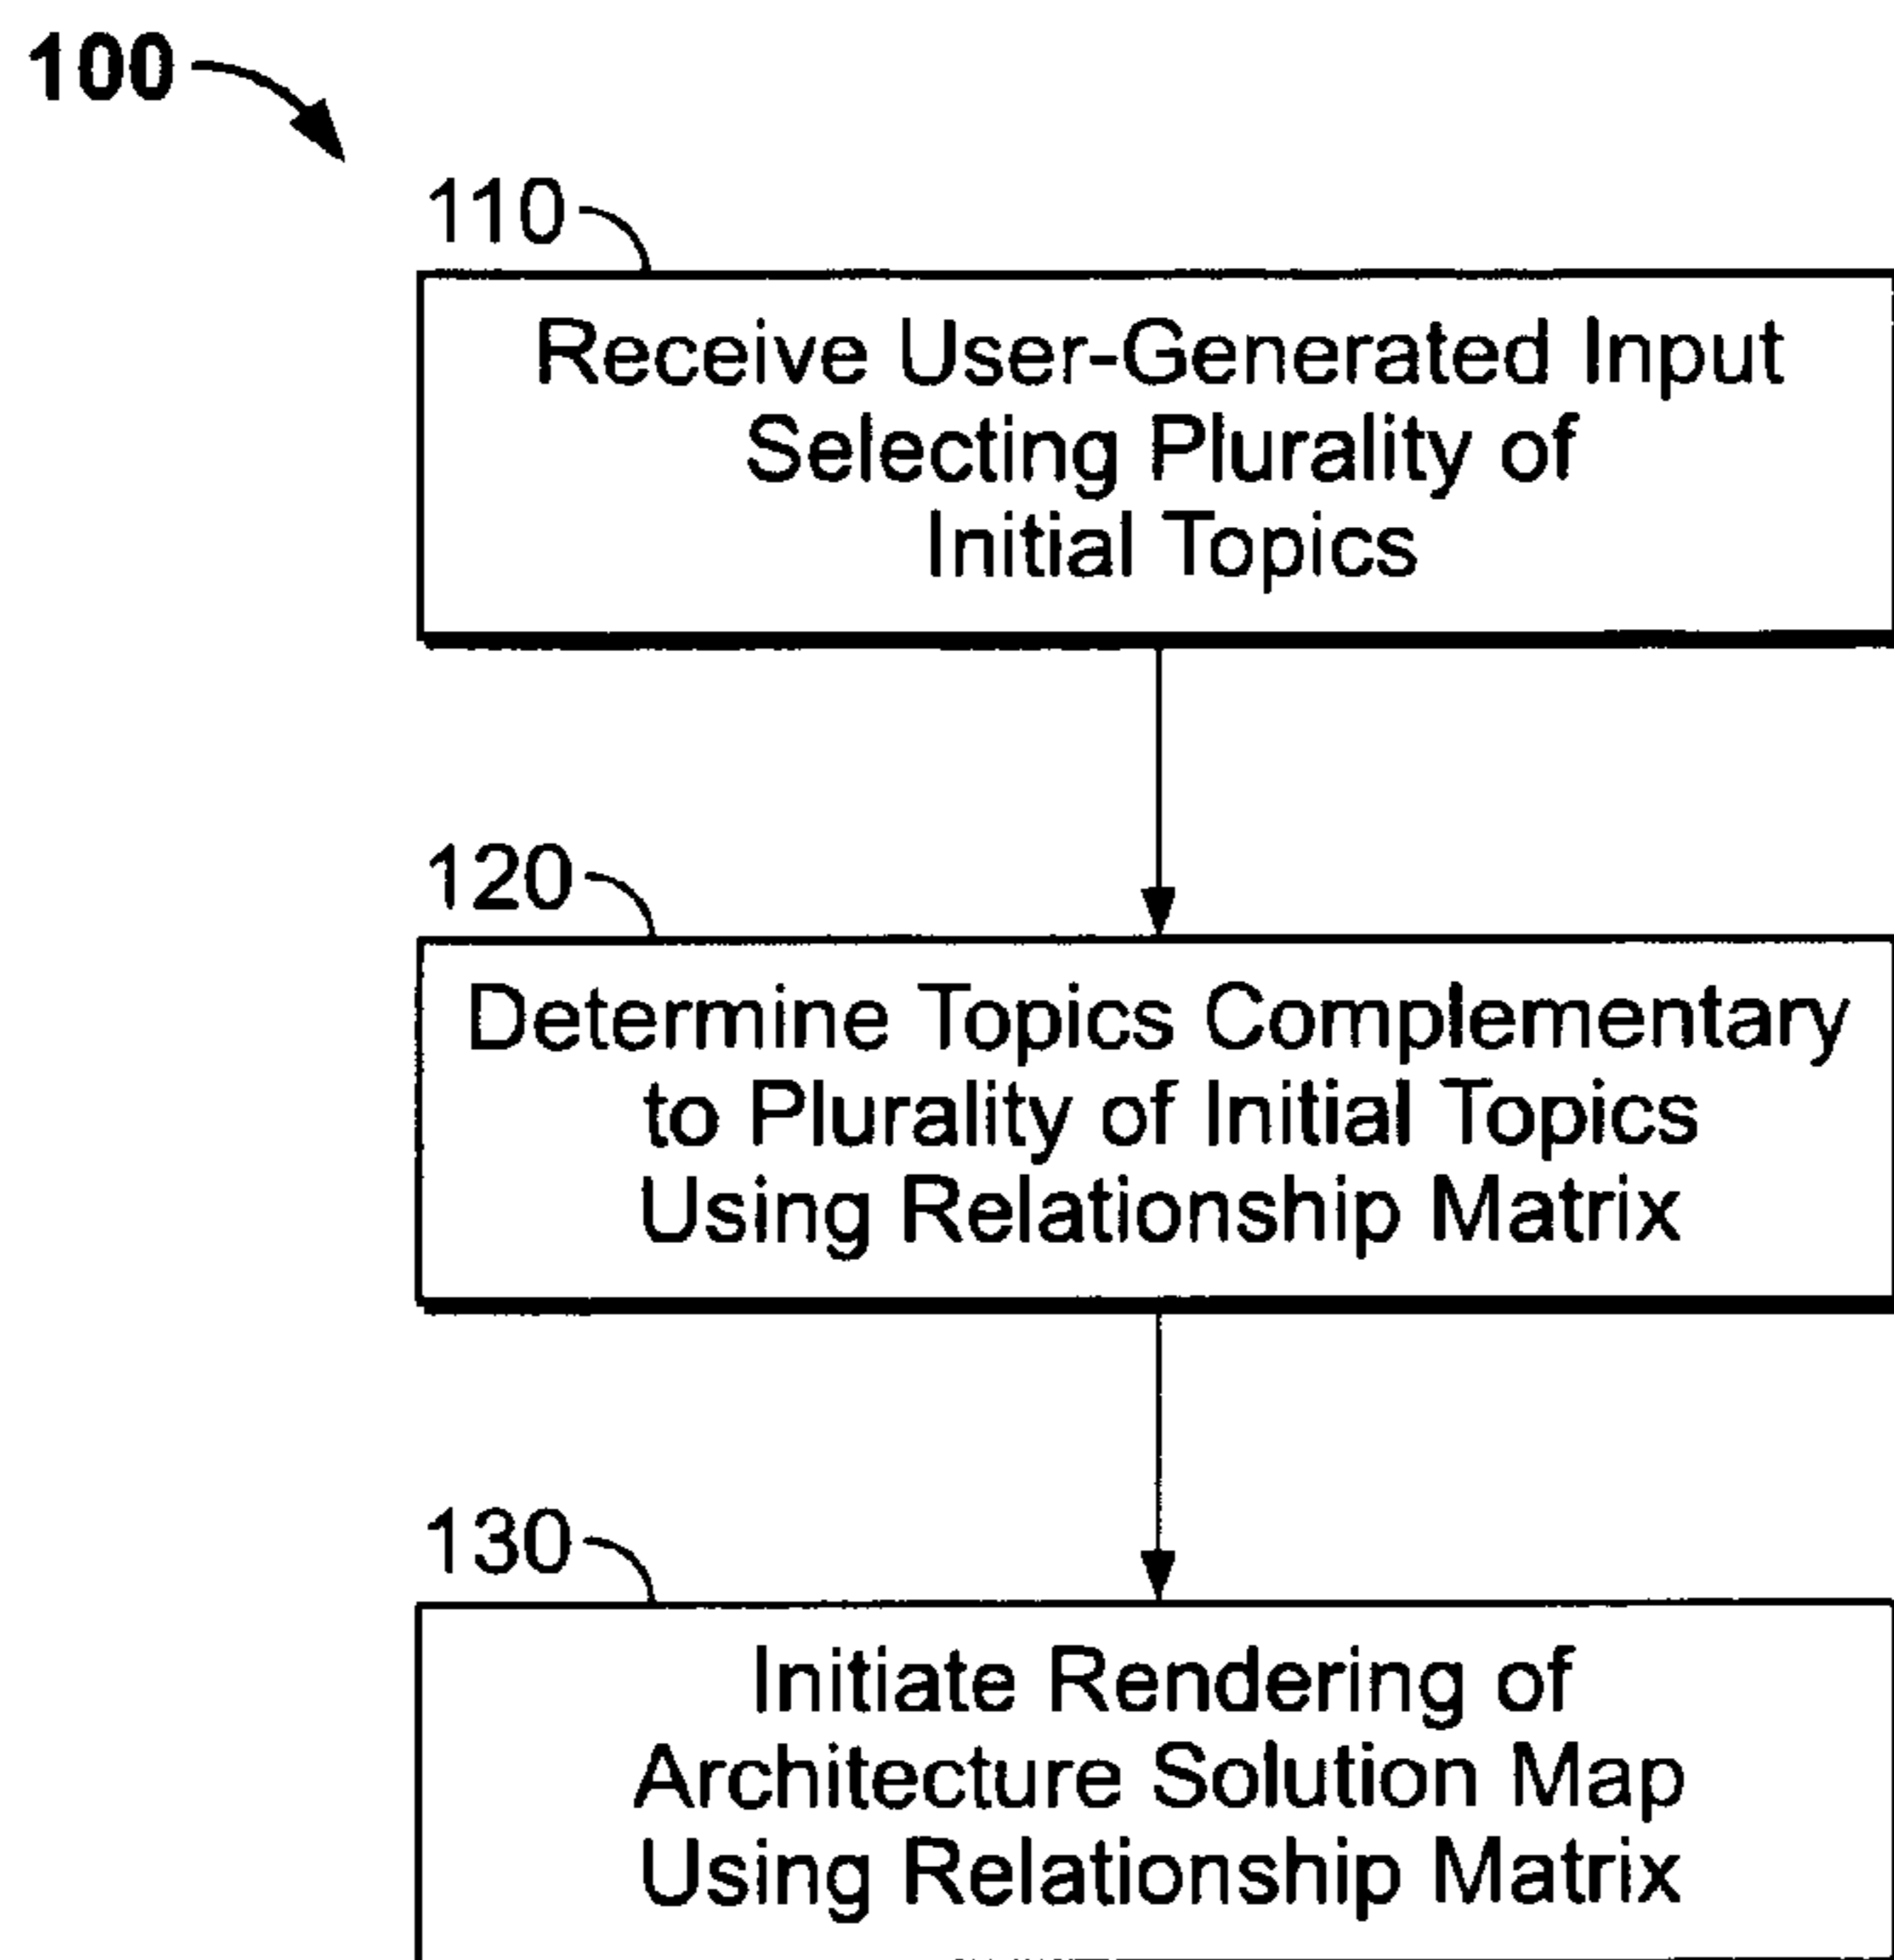 100
110
Receive User-Generated Input
Selecting Plurality of
Initial Topics
120
Determine Topics Complementary
to Plurality of Initial Topics
Using Relationship Matrix
130
Initiate Rendering of
Architecture Solution Map
Using Relationship Matrix